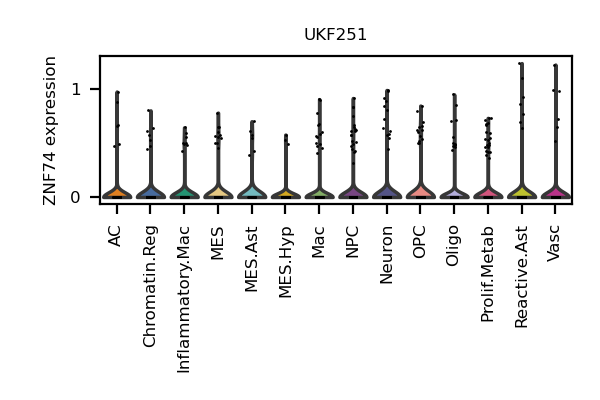 UKF251
ZNF74 expression
1
0
AC
Chromatin.Reg
Inflammatory.Mac
MES
MES.Ast
MES.Hyp
Mac
NPC
Neuron
OPC
Oligo
Prolif.Metab
Reactive.Ast
Vasc